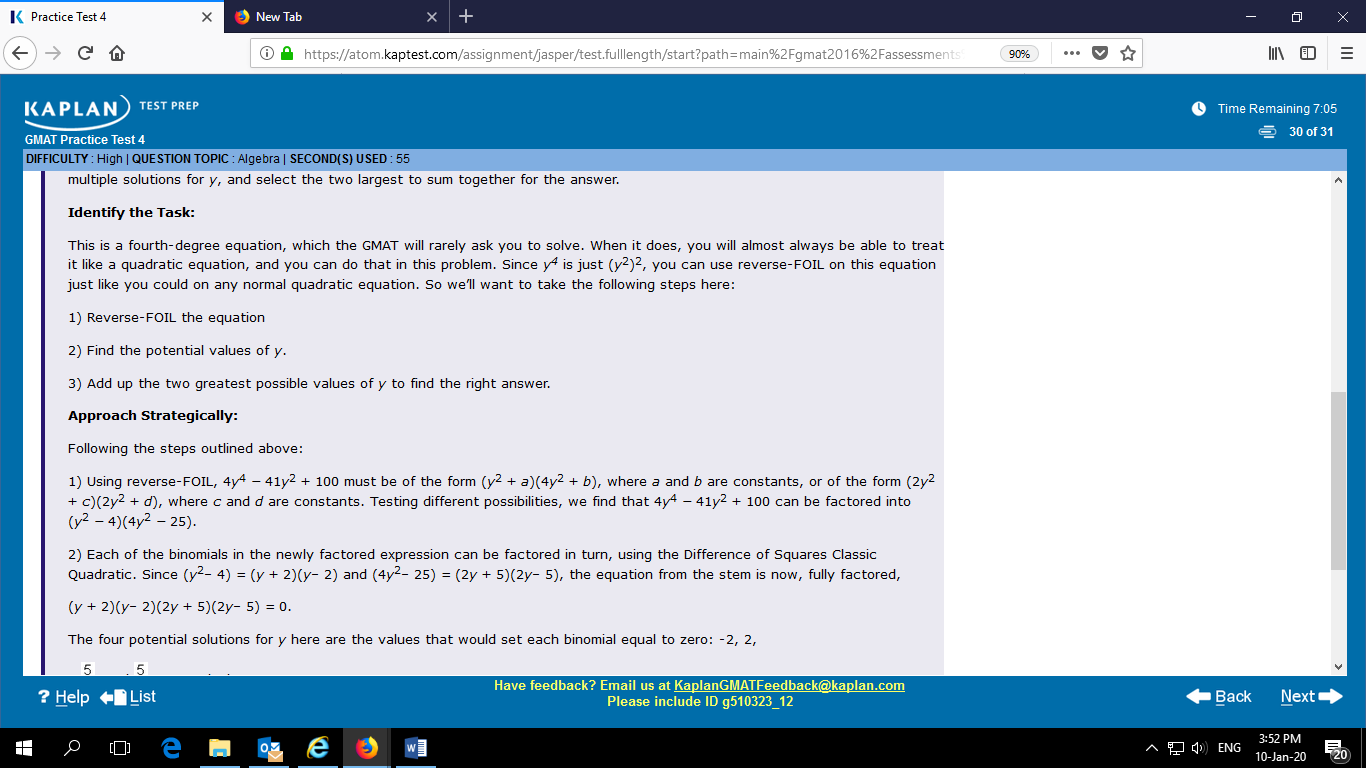 Practice Test 4
New Tab
https://atom.kaptest.com/assignment/jasper/test.fulllength/start?path=main%2Fgmat2016%2Fassessments
90%
KAPLAN TEST PREP
Time Remaining 7:05
GMAT Practice Test 4
30 of 31
DIFFICULTY : High | QUESTION TOPIC : Algebra | SECOND(S) USED : 55
multiple solutions for y, and select the two largest to sum together for the answer.
Identify the Task:
This is a fourth-degree equation, which the GMAT will rarely ask you to solve. When it does, you will almost always be able to treat
it like a quadratic equation, and you can do that in this problem. Since y⁴ is just (y²)², you can use reverse-FOIL on this equation
just like you could on any normal quadratic equation. So we'll want to take the following steps here:
1) Reverse-FOIL the equation
2) Find the potential values of y.
3) Add up the two greatest possible values of y to find the right answer.
Approach Strategically:
Following the steps outlined above:
1) Using reverse-FOIL, 4y⁴ – 41y² + 100 must be of the form (y² + a)(4y² + b), where a and b are constants, or of the form (2y²
+ c)(2y² + d), where c and d are constants. Testing different possibilities, we find that 4y⁴ – 41y² + 100 can be factored into
(y² – 4)(4y² – 25).
2) Each of the binomials in the newly factored expression can be factored in turn, using the Difference of Squares Classic
Quadratic. Since (y²– 4) = (y + 2)(y– 2) and (4y²– 25) = (2y + 5)(2y– 5), the equation from the stem is now, fully factored,
(y + 2)(y– 2)(2y + 5)(2y– 5) = 0.
The four potential solutions for y here are the values that would set each binomial equal to zero: -2, 2,
5 5
? Help List
Have feedback? Email us at KaplanGMATFeedback@kaplan.com
Please include ID g510323_12
Back Next
ENG
3:52 PM
10-Jan-20
20